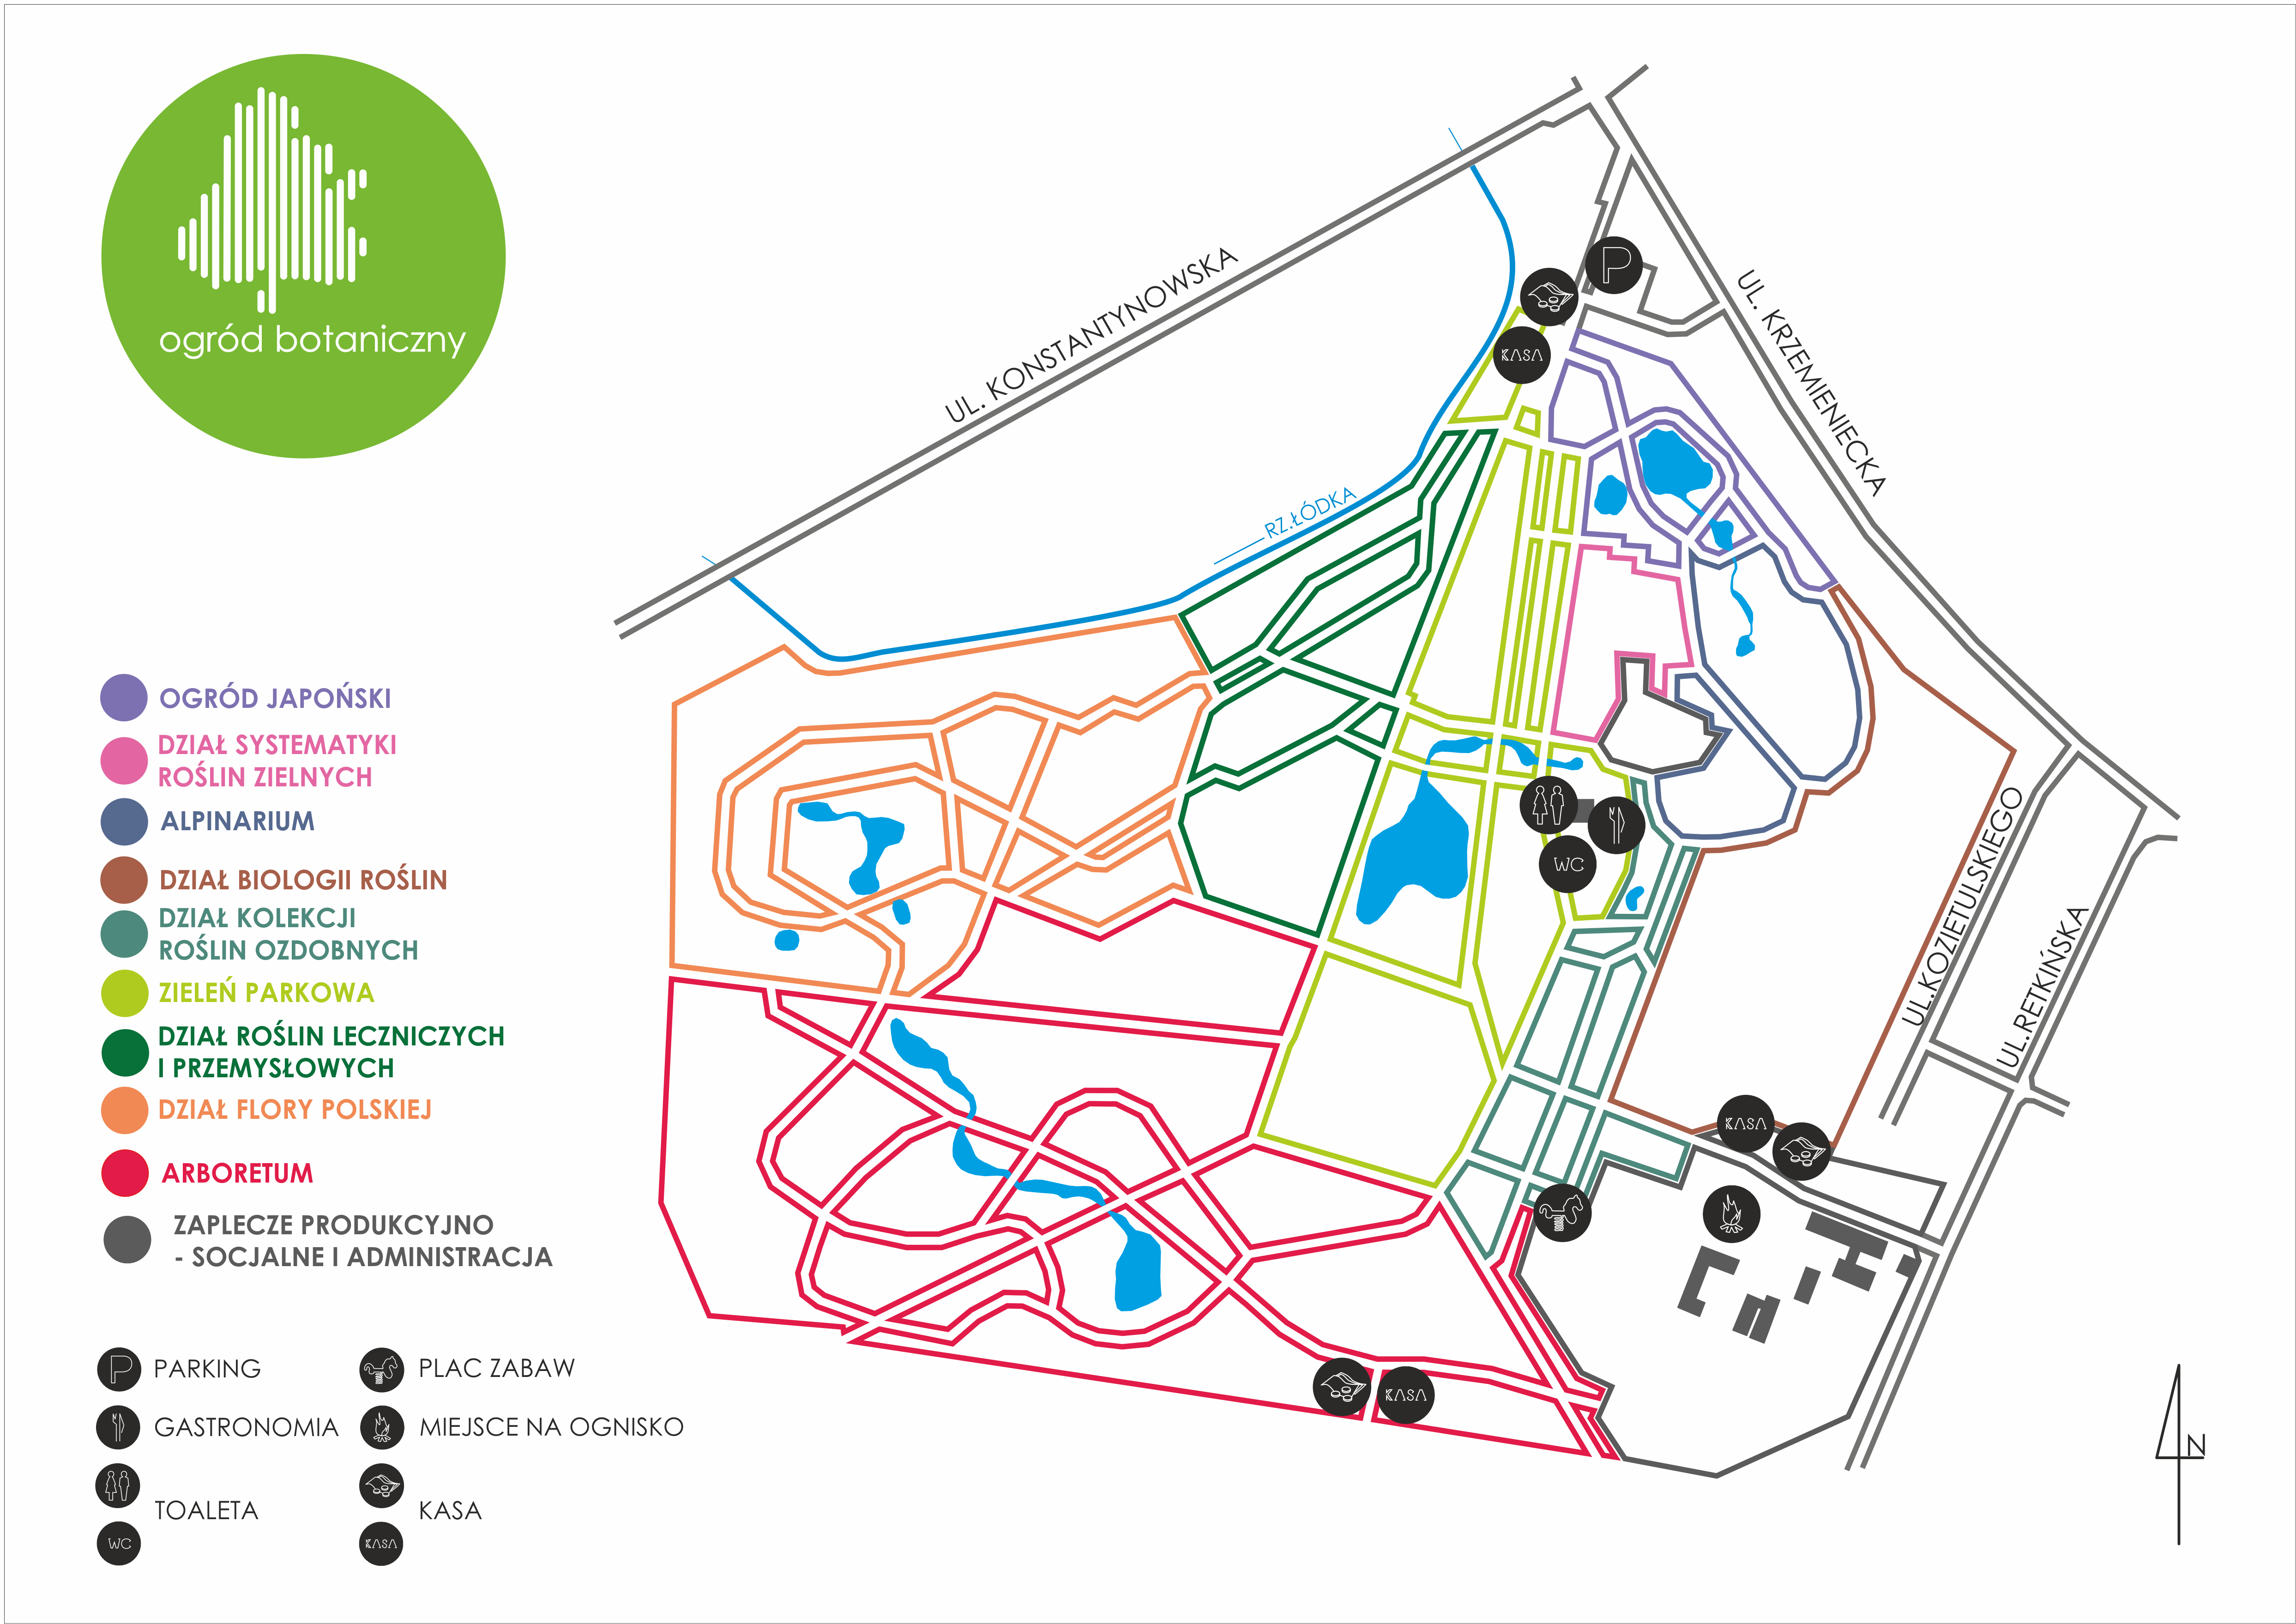 ogród botaniczny
UL. KONSTANTYNOWSKA
UL. KRZEMIENIECKA
RZ.ŁÓDKA
P
KASA
OGRÓD JAPOŃSKI
DZIAŁ SYSTEMATYKI
ROŚLIN ZIELNYCH
ALPINARIUM
DZIAŁ BIOLOGII ROŚLIN
DZIAŁ KOLEKCJI
ROŚLIN OZDOBNYCH
ZIELEŃ PARKOWA
DZIAŁ ROŚLIN LECZNICZYCH
I PRZEMYSŁOWYCH
DZIAŁ FLORY POLSKIEJ
ARBORETUM
ZAPLECZE PRODUKCYJNO
- SOCJALNE I ADMINISTRACJA
WC
UL.KOZIETULSKIEGO
UL.RETKIŃSKA
KASA
KASA
P PARKING
PLAC ZABAW
GASTRONOMIA
MIEJSCE NA OGNISKO
TOALETA
KASA
WC
KASA
N